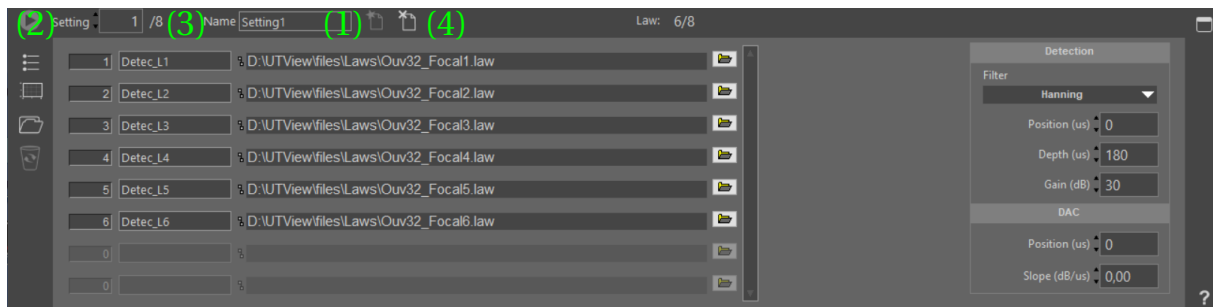 (2) Setting 1 /8 (3) Name Setting1 (1) (4) Law: 6/8
1 Detec_L1 D:\UTView\files\Laws\Ouv32_Focal1.law
2 Detec_L2 D:\UTView\files\Laws\Ouv32_Focal2.law
3 Detec_L3 D:\UTView\files\Laws\Ouv32_Focal3.law
4 Detec_L4 D:\UTView\files\Laws\Ouv32_Focal4.law
5 Detec_L5 D:\UTView\files\Laws\Ouv32_Focal5.law
6 Detec_L6 D:\UTView\files\Laws\Ouv32_Focal6.law
0
0
Detection
Filter
Hanning
Position (us) 0
Depth (us) 180
Gain (dB) 30
DAC
Position (us) 0
Slope (dB/us) 0,00
?